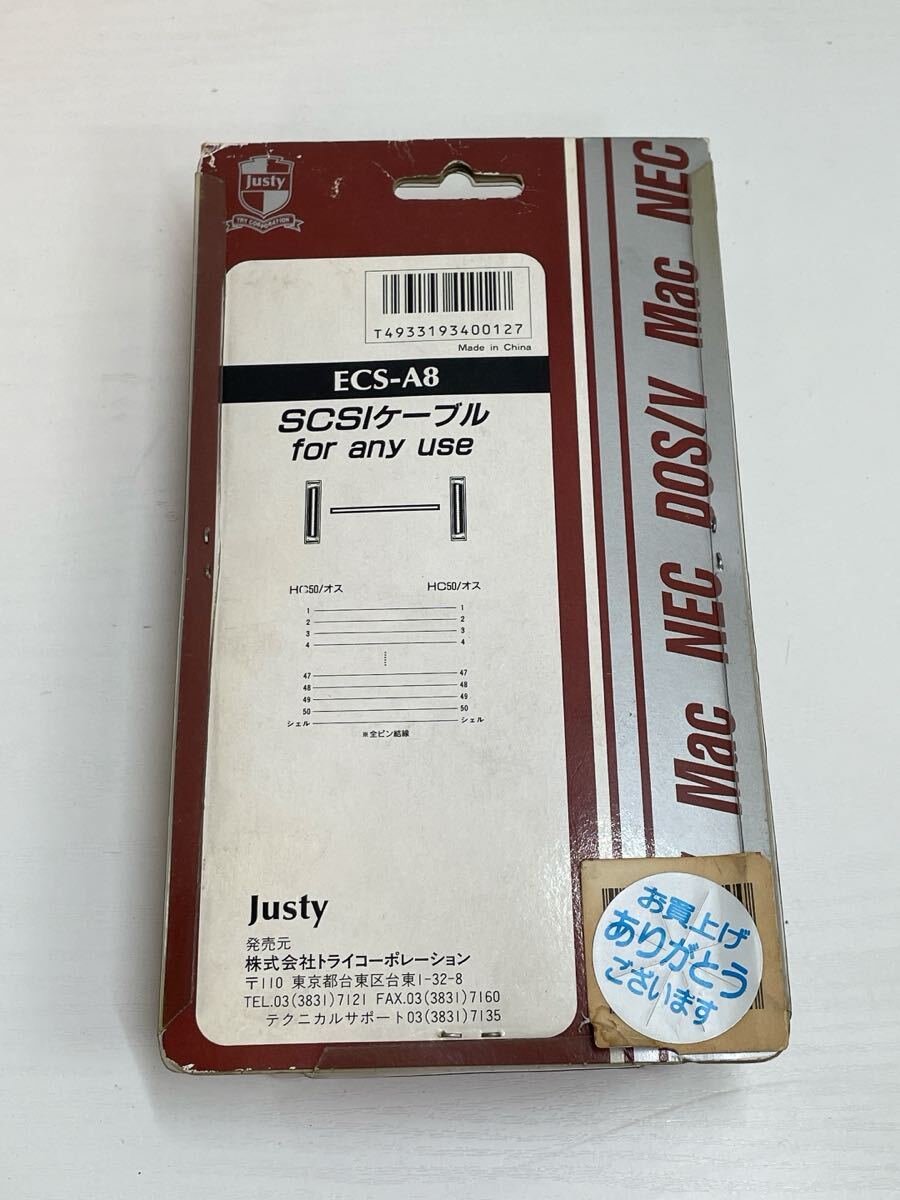 Justy
TRY CORPORATION
T4933193400127
Made in China
ECS-A8
SCSIケーブル
for any use
HC50/オス HC50/オス
1 1
2 2
3 3
4 4
47 47
48 48
49 49
50 50
シェル シェル
※全ピン結線
Justy
発売元
株式会社トライコーポレーション
〒110 東京都台東区台東1-32-8
TEL.03(3831)7121 FAX.03(3831)7160
テクニカルサポート03(3831)7135
Mac NEC DOS/V Mac NEC
お買上げ
ありがとう
ございます